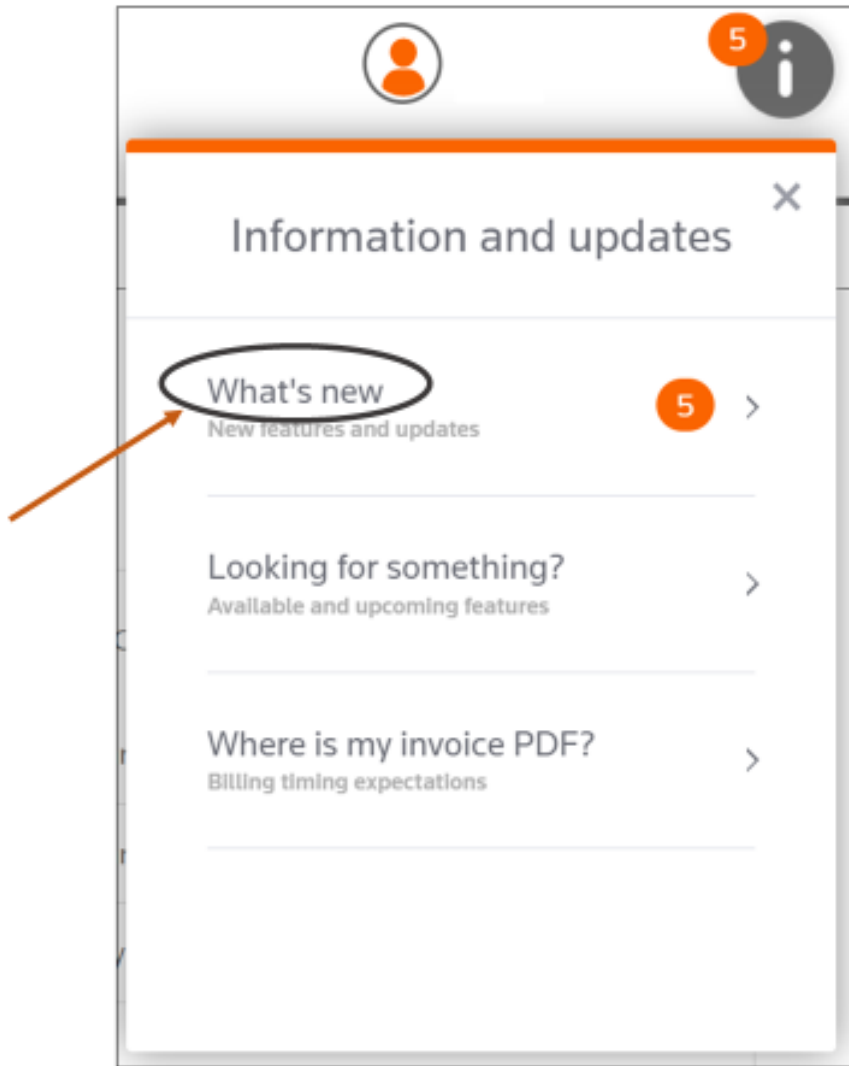 5
i
Information and updates
What's new
New features and updates
5
Looking for something?
Available and upcoming features
Where is my invoice PDF?
Billing timing expectations